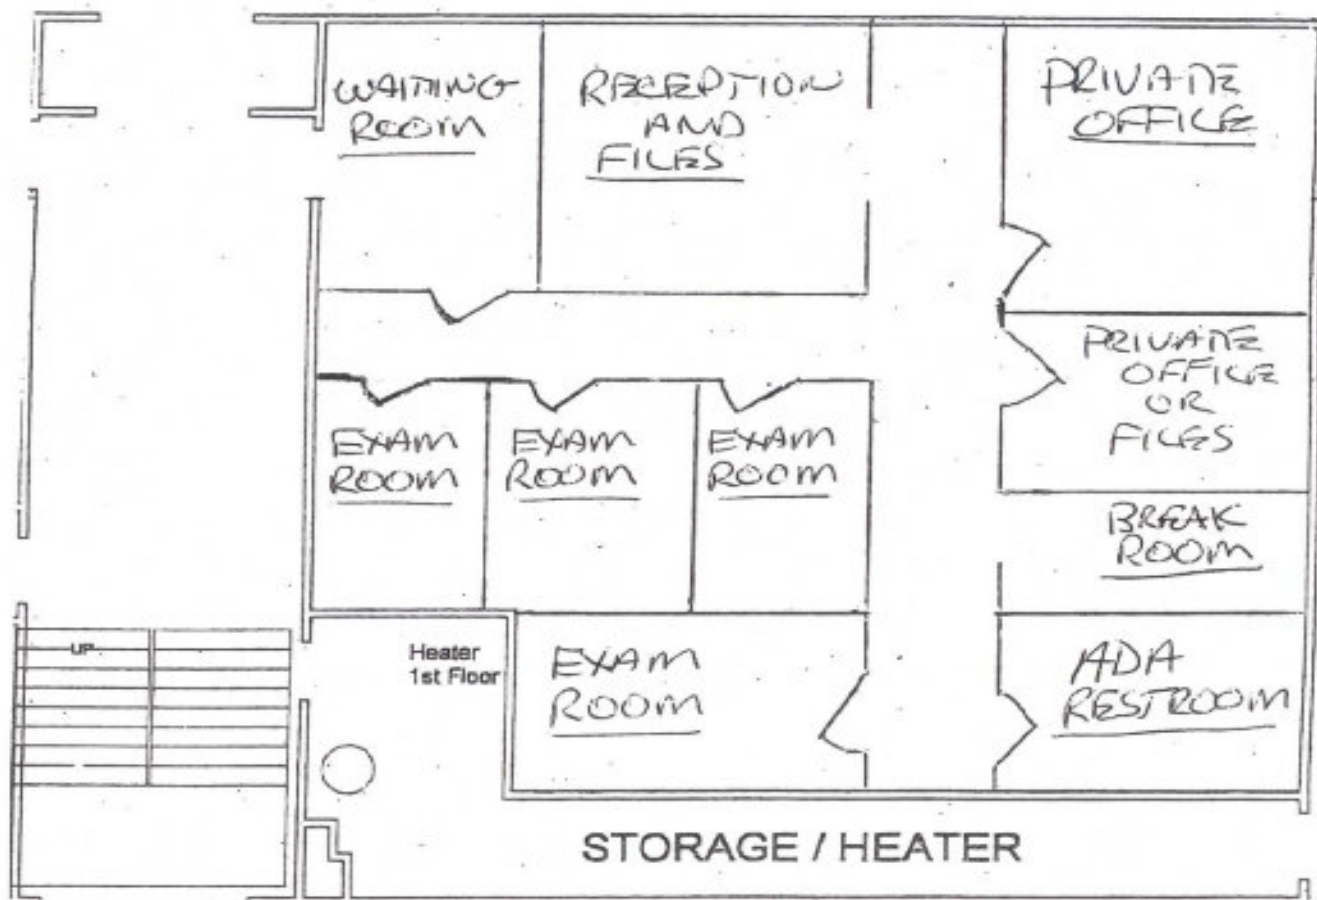 WAITING
ROOM
RECEPTION
AND
FILES
PRIVATE
OFFICE
PRIVATE
OFFICE
OR
FILES
EXAM
ROOM
EXAM
ROOM
EXAM
ROOM
BREAK
ROOM
UP
Heater
1st Floor
EXAM
ROOM
ADA
RESTROOM
STORAGE / HEATER